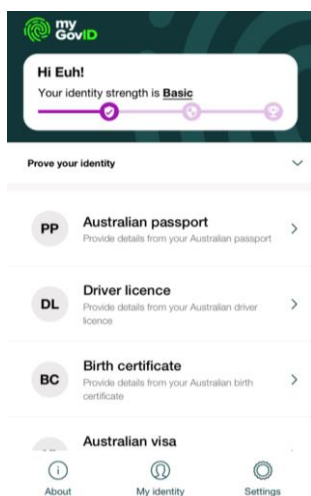 my
GovID
Hi Euh!
Your identity strength is Basic
Prove your identity
PP
Australian passport
Provide details from your Australian passport
DL
Driver licence
Provide details from your Australian driver
licence
BC
Birth certificate
Provide details from your Australian birth
certificate
Australian visa
About
My identity
Settings